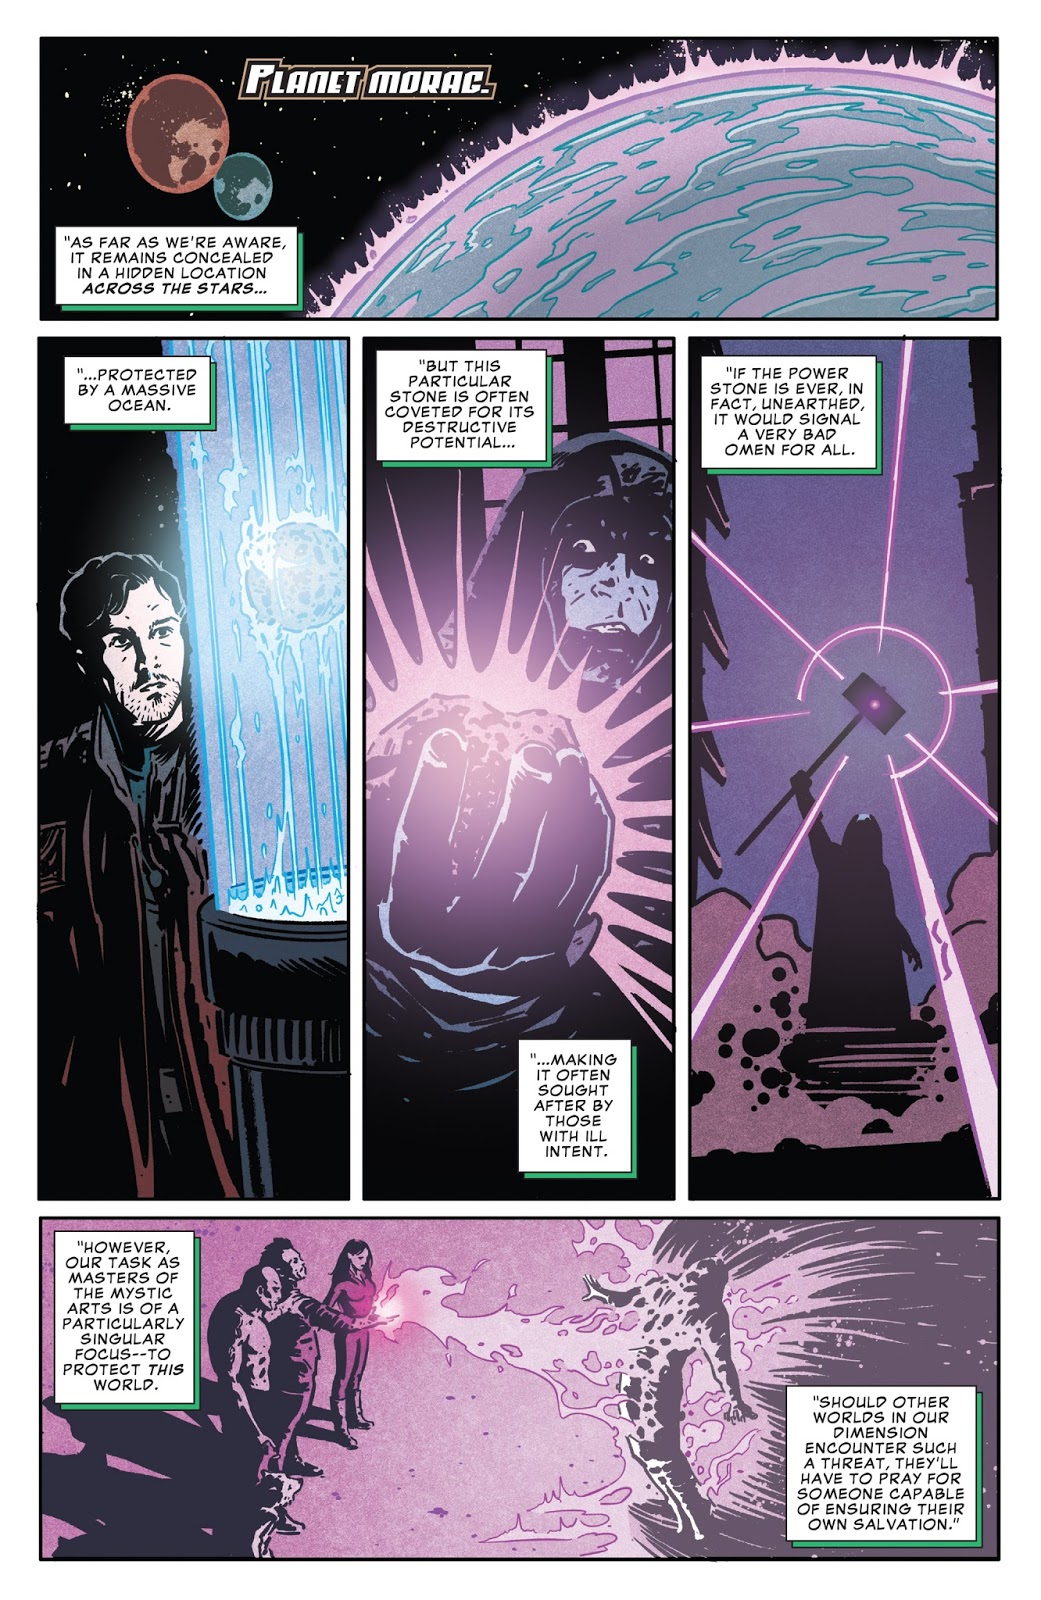 PLANET MORAG.
"AS FAR AS WE'RE AWARE,
IT REMAINS CONCEALED
IN A HIDDEN LOCATION
ACROSS THE STARS...
"...PROTECTED
BY A MASSIVE
OCEAN.
"BUT THIS
PARTICULAR
STONE IS OFTEN
COVETED FOR ITS
DESTRUCTIVE
POTENTIAL...
"...MAKING
IT OFTEN
SOUGHT
AFTER BY
THOSE
WITH ILL
INTENT.
"IF THE POWER
STONE IS EVER, IN
FACT, UNEARTHED,
IT WOULD SIGNAL
A VERY BAD
OMEN FOR ALL.
"HOWEVER,
OUR TASK AS
MASTERS OF
THE MYSTIC
ARTS IS OF A
PARTICULARLY
SINGULAR
FOCUS--TO
PROTECT THIS
WORLD.
"SHOULD OTHER
WORLDS IN OUR
DIMENSION
ENCOUNTER SUCH
A THREAT, THEY'LL
HAVE TO PRAY FOR
SOMEONE CAPABLE
OF ENSURING THEIR
OWN SALVATION."